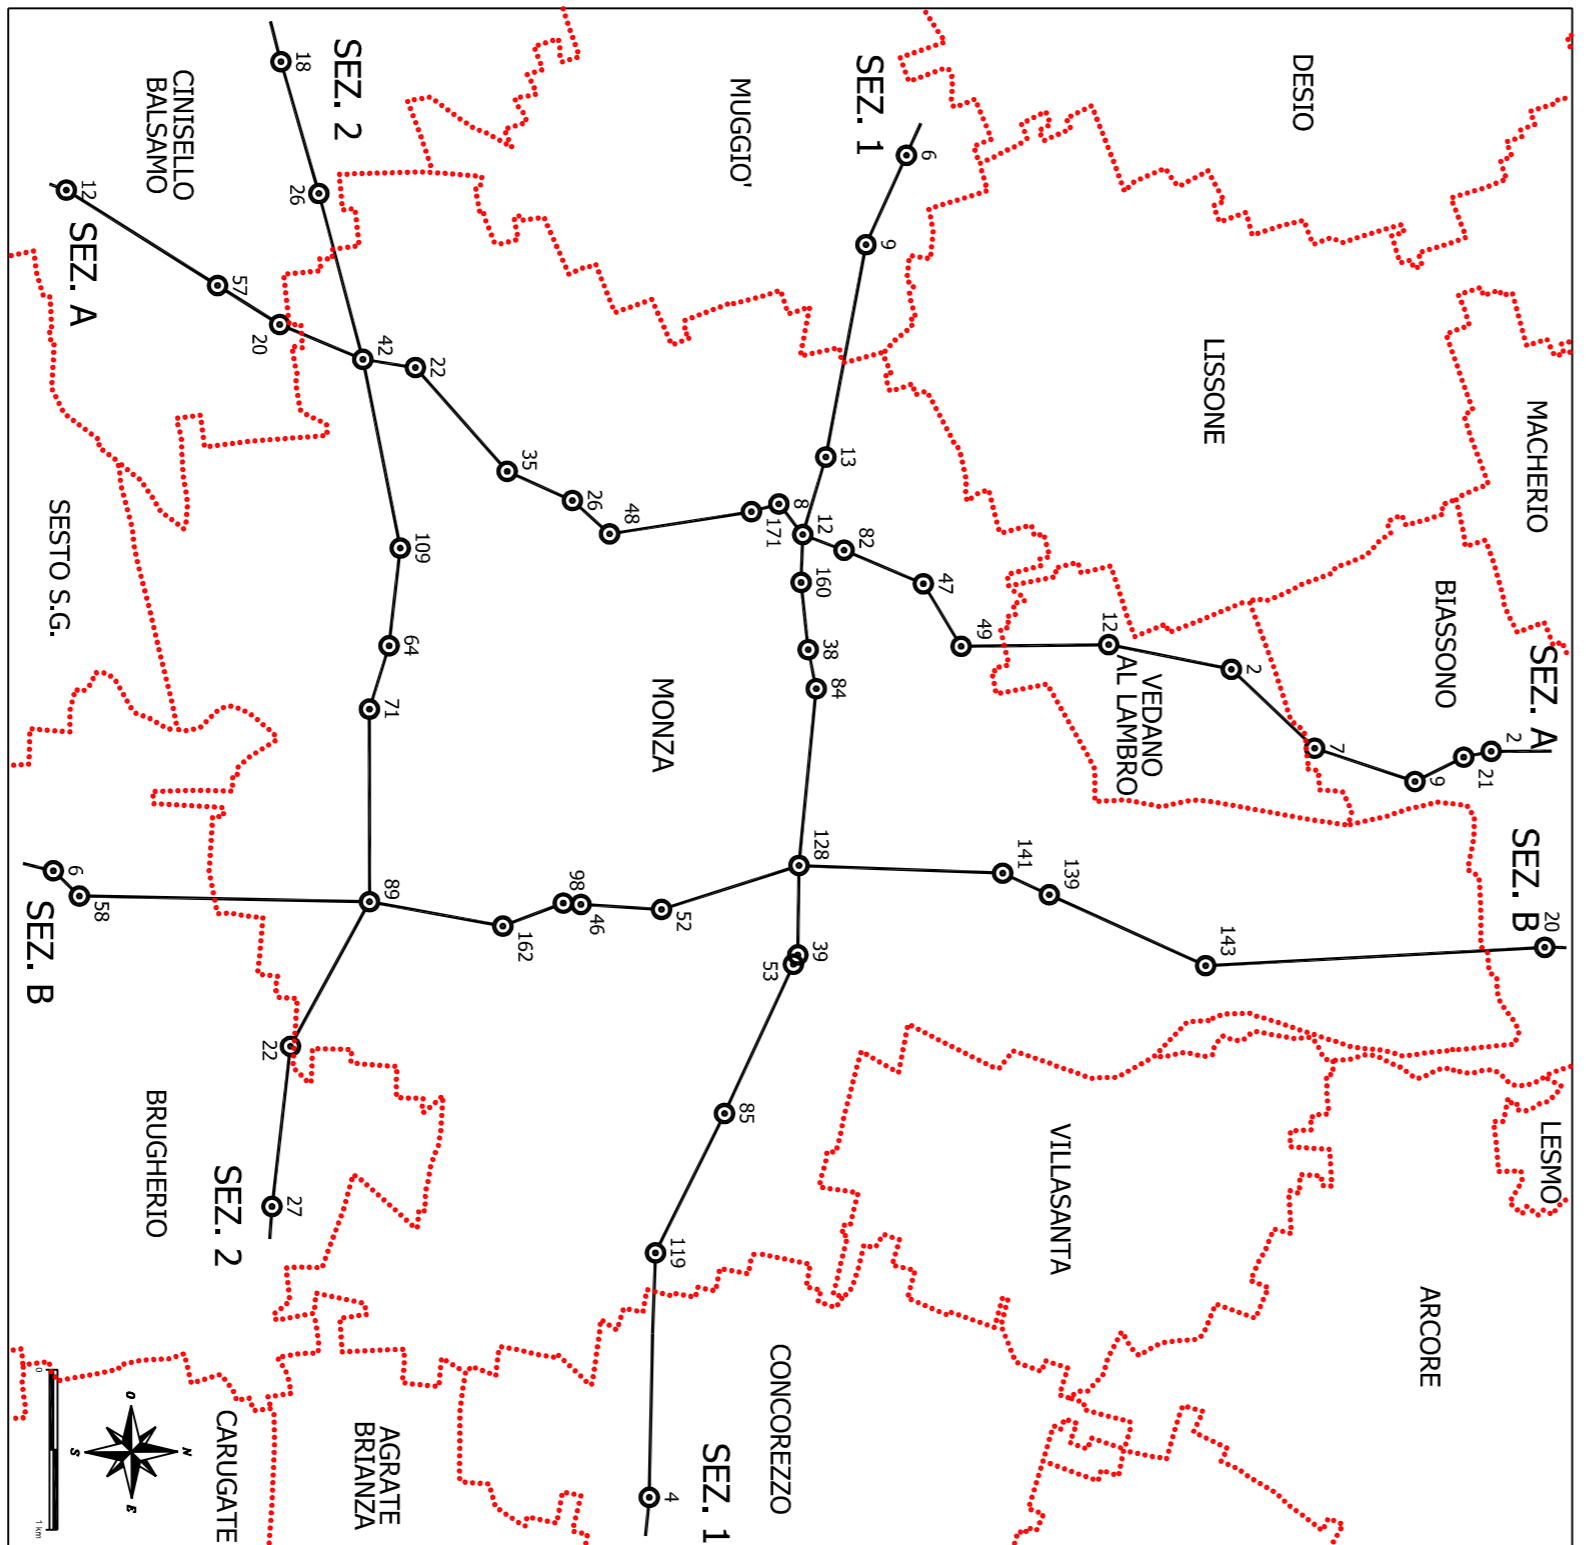 MACHERIO
SEZ. A
SEZ. B
20
LESMO
2
21
BIASSONO
9
ARCORE
7
DESIO
2
143
LISSONE
VEDANO
AL LAMBRO
12
VILLASANTA
139
141
49
47
6
SEZ. 1
9
82
13
12
8
160
38
84
128
39
53
171
MUGGIO'
CONCOREZZO
85
SEZ. 1
119
4
MONZA
52
48
26
46
98
35
162
22
109
42
64
71
89
SEZ. 2
18
26
AGRATE
BRIANZA
27
22
20
57
SEZ. 2
CARUGATE
CINISELLO
BALSAMO
BRUGHERIO
N
O
E
S
12
SEZ. A
6
58
SESTO S.G.
SEZ. B
0
1 km